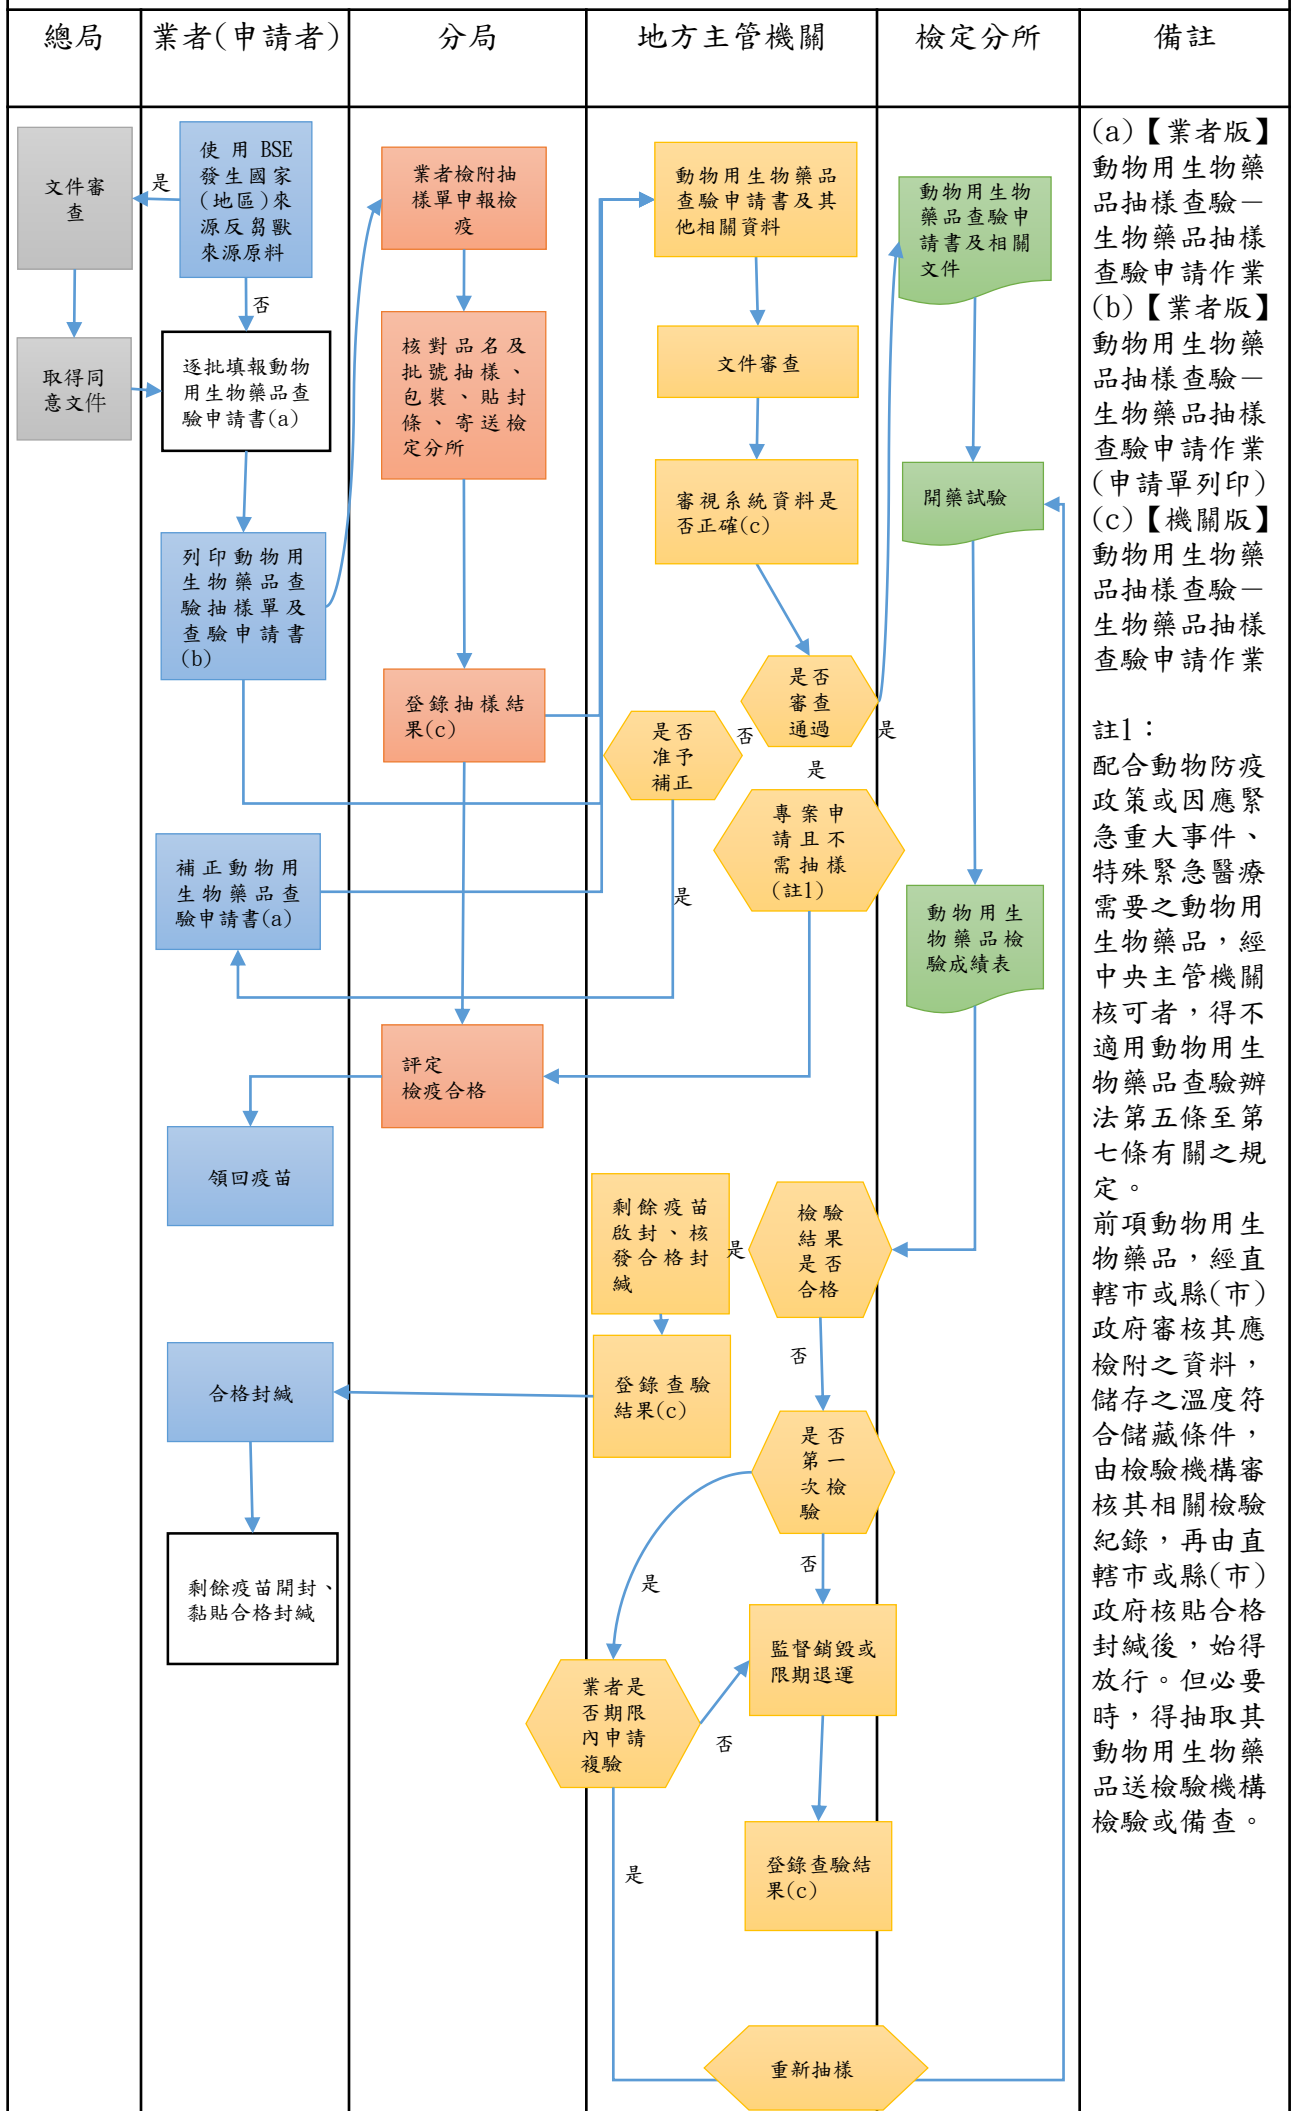 總局
業者(申請者)
分局
地方主管機關
檢定分所
備註
文件審
查
是
使用 BSE
發生國家
(地區)來
源反芻獸
來源原料
否
取得同
意文件
逐批填報動物
用生物藥品查
驗申請書(a)
列印動物用
生物藥品查
驗抽樣單及
查驗申請書
(b)
補正動物用
生物藥品查
驗申請書(a)
領回疫苗
合格封緘
剩餘疫苗開封、
黏貼合格封緘
業者檢附抽
樣單申報檢
疫
核對品名及
批號抽樣、
包裝、貼封
條、寄送檢
定分所
登錄抽樣結
果(c)
評定
檢疫合格
動物用生物藥品
查驗申請書及其
他相關資料
文件審查
審視系統資料是
否正確(c)
是否
審查
通過
是
否
是否
准予
補正
是
是
專案申
請且不
需抽樣
(註1)
剩餘疫苗
啟封、核
發合格封
緘
是
檢驗
結果
是否
合格
否
登錄查驗
結果(c)
是否
第一
次檢
驗
否
是
監督銷毀或
限期退運
業者是
否期限
內申請
複驗
否
是
登錄查驗結
果(c)
重新抽樣
動物用生物
藥品查驗申
請書及相關
文件
開藥試驗
動物用生
物藥品檢
驗成績表
(a)【業者版】
動物用生物藥
品抽樣查驗－
生物藥品抽樣
查驗申請作業
(b)【業者版】
動物用生物藥
品抽樣查驗－
生物藥品抽樣
查驗申請作業
(申請單列印)
(c)【機關版】
動物用生物藥
品抽樣查驗－
生物藥品抽樣
查驗申請作業
註1：
配合動物防疫
政策或因應緊
急重大事件、
特殊緊急醫療
需要之動物用
生物藥品，經
中央主管機關
核可者，得不
適用動物用生
物藥品查驗辦
法第五條至第
七條有關之規
定。
前項動物用生
物藥品，經直
轄市或縣(市)
政府審核其應
檢附之資料，
儲存之溫度符
合儲藏條件，
由檢驗機構審
核其相關檢驗
紀錄，再由直
轄市或縣(市)
政府核貼合格
封緘後，始得
放行。但必要
時，得抽取其
動物用生物藥
品送檢驗機構
檢驗或備查。